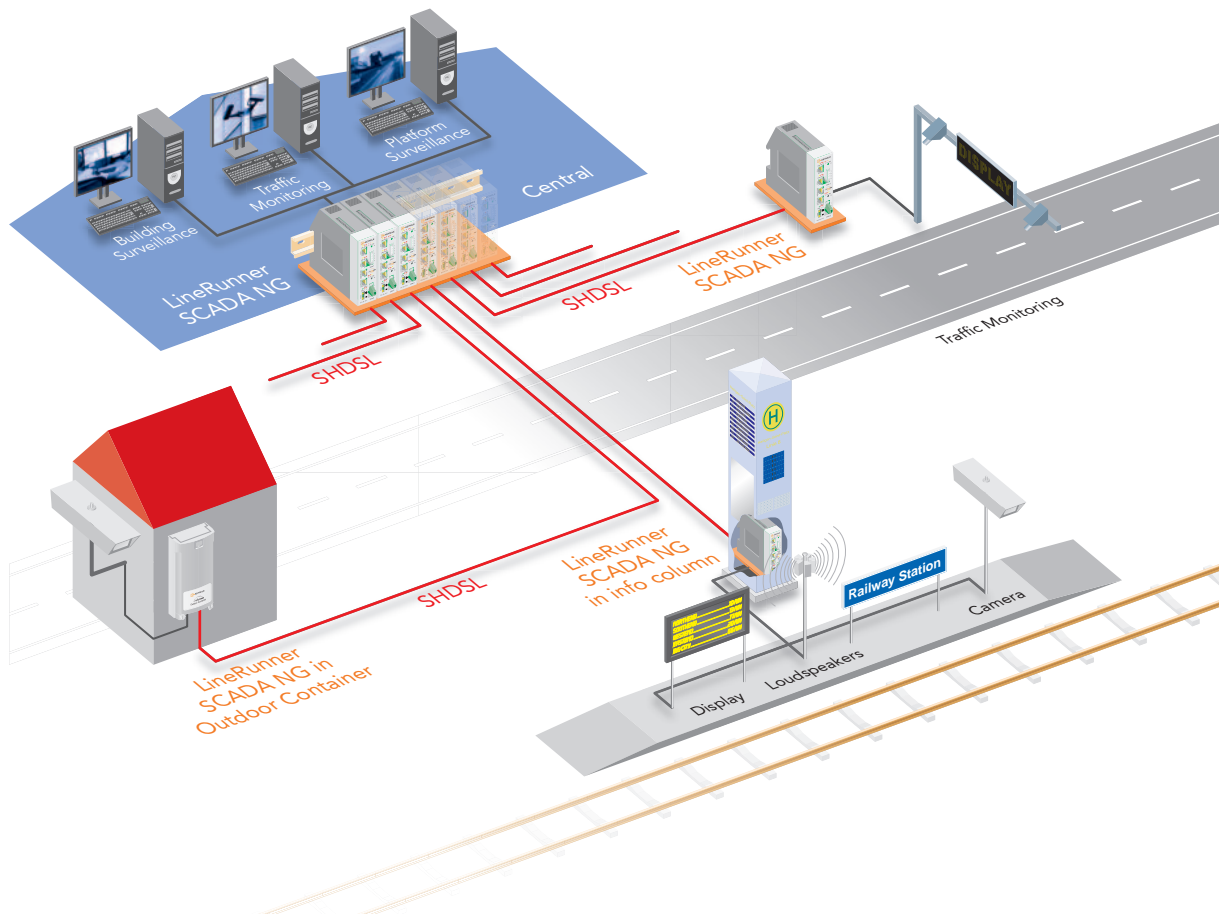 Platform
Surveillance
Traffic
Monitoring
Building
Surveillance
Central
LineRunner
SCADA NG
DISPLAY
LineRunner
SCADA NG
SHDSL
Traffic Monitoring
SHDSL
H
LineRunner
SCADA NG
in info column
Railway Station
SHDSL
Camera
Loudspeakers
Display
LineRunner
SCADA NG in
Outdoor Container